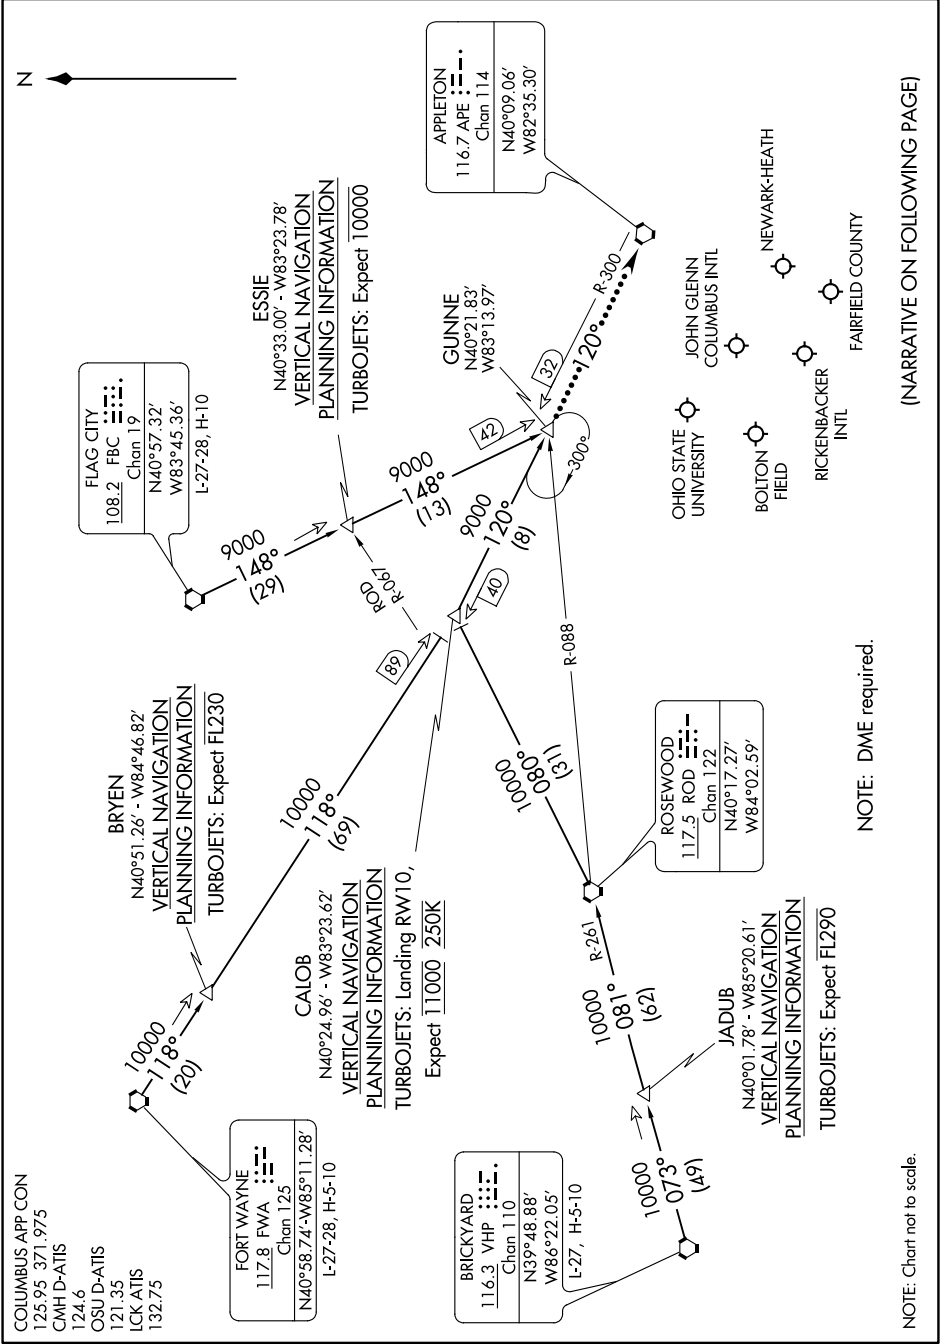 COLUMBUS APP CON
125.95 371.975
CMH D-ATIS
124.6
OSU D-ATIS
121.35
LCK ATIS
132.75
FORT WAYNE
117.8 FWA
Chan 125
N40°58.74′-W85°11.28′
L-27-28, H-5-10
10000
118°
(20)
BRYEN
N40°51.26′ - W84°46.82′
VERTICAL NAVIGATION
PLANNING INFORMATION
TURBOJETS: Expect FL230
10000
118°
(69)
89
FLAG CITY
108.2 FBC
Chan 19
N40°57.32′
W83°45.36′
L-27-28, H-10
9000
148°
(29)
ESSIE
N40°33.00′ - W83°23.78′
VERTICAL NAVIGATION
PLANNING INFORMATION
TURBOJETS: Expect 10000
ROD
R-067
9000
148°
(13)
42
N
CALOB
N40°24.96′ - W83°23.62′
VERTICAL NAVIGATION
PLANNING INFORMATION
TURBOJETS: Landing RW10,
Expect 11000 250K
40
9000
120°
(8)
GUNNE
N40°21.83′
W83°13.97′
300°
32
R-300
120°
APPLETON
116.7 APE
Chan 114
N40°09.06′
W82°35.30′
BRICKYARD
116.3 VHP
Chan 110
N39°48.88′
W86°22.05′
L-27, H-5-10
10000
073°
(49)
JADUB
N40°01.78′ - W85°20.61′
VERTICAL NAVIGATION
PLANNING INFORMATION
TURBOJETS: Expect FL290
10000
081°
(62)
R-261
ROSEWOOD
117.5 ROD
Chan 122
N40°17.27′
W84°02.59′
10000
080°
(31)
R-088
OHIO STATE
UNIVERSITY
JOHN GLENN
COLUMBUS INTL
NEWARK-HEATH
BOLTON
FIELD
RICKENBACKER
INTL
FAIRFIELD COUNTY
NOTE: DME required.
NOTE: Chart not to scale.
(NARRATIVE ON FOLLOWING PAGE)